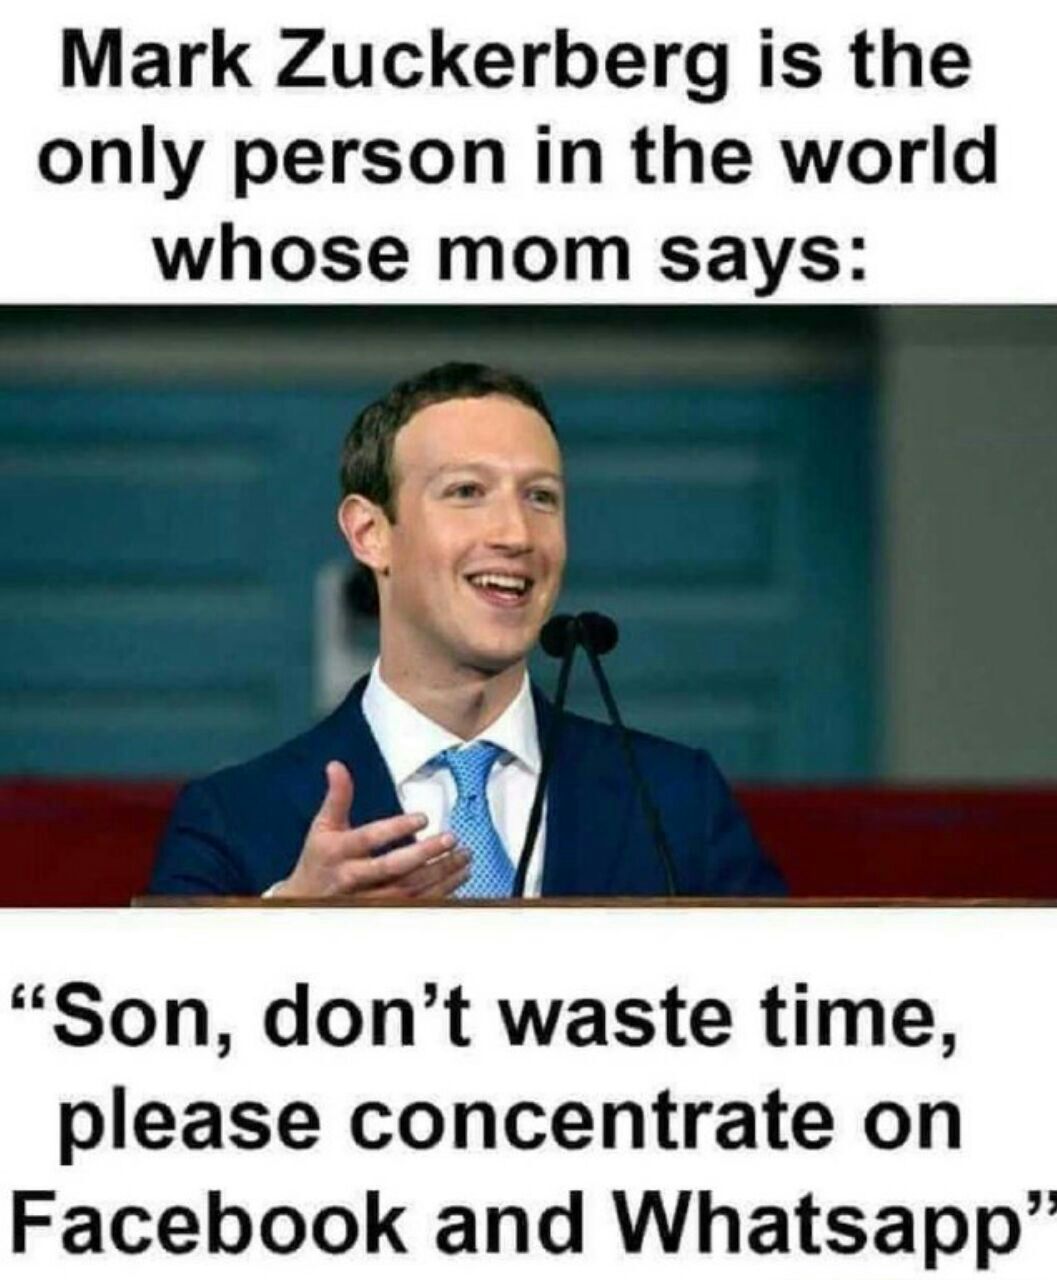 Mark Zuckerberg is the
only person in the world
whose mom says:
“Son, don’t waste time,
please concentrate on
Facebook and Whatsapp”